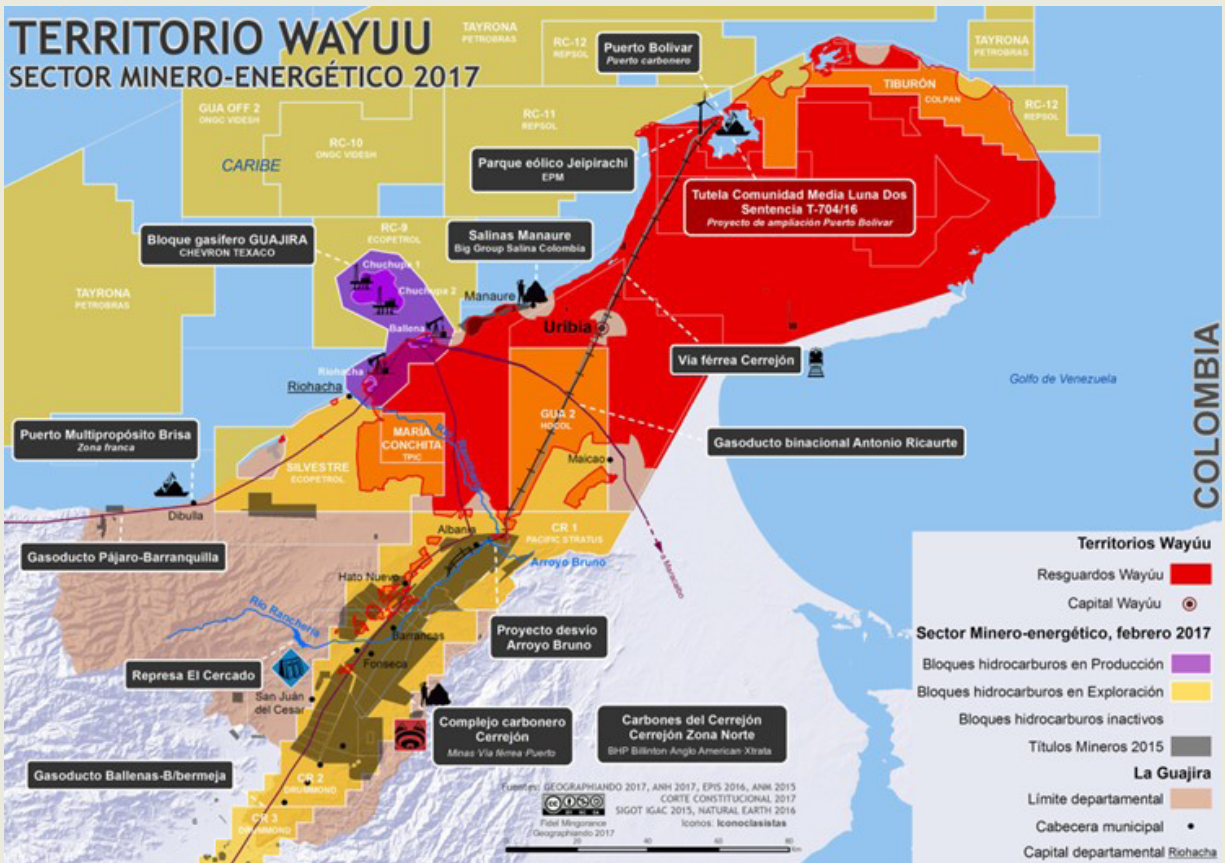 TERRITORIO WAYUU
SECTOR MINERO-ENERGÉTICO 2017
TAYRONA
PETROBRAS
RC-12
REPSOL
Puerto Bolívar
Puerto carbonero
TAYRONA
PETROBRAS
TIBURÓN
COLPAN
RC-12
REPSOL
GUA OFF 2
ONGC VIDESH
RC-11
REPSOL
RC-10
ONGC VIDESH
CARIBE
Parque eólico Jeipirachi
EPM
Tutela Comunidad Media Luna Dos
Sentencia T-704/16
Proyecto de ampliación Puerto Bolívar
RC-9
ECOPETROL
Bloque gasífero GUAJIRA
CHEVRON TEXACO
Salinas Manaure
Big Group Salina Colombia
Chuchupa 1
Chuchupa 2
TAYRONA
PETROBRAS
Manaure
Ballena
Uribia
Vía férrea Cerrejón
Golfo de Venezuela
COLOMBIA
Riohacha
Riohacha
GUA 2
HOCOL
Puerto Multipropósito Brisa
Zona franca
MARÍA
CONCHITA
TPIC
Río Ranchería
Gasoducto binacional Antonio Ricaurte
SILVESTRE
ECOPETROL
Maicao
Dibulla
Albania
CR 1
PACIFIC STRATUS
Gasoducto Pájaro-Barranquilla
Arroyo Bruno
a Maracaibo
Hato Nuevo
Río Ranchería
Barrancas
Proyecto desvío
Arroyo Bruno
Represa El Cercado
Fonseca
San Juán
del Cesar
Complejo carbonero
Cerrejón
Minas-Vía férrea-Puerto
Carbones del Cerrejón
Cerrejón Zona Norte
BHP Billinton-Anglo American-Xtrata
Gasoducto Ballenas-B/bermeja
CR 2
DRUMMOND
CR 3
DRUMMOND
Fuentes: GEOGRAPHIANDO 2017, ANH 2017, EPIS 2016, ANM 2015
CORTE CONSTITUCIONAL 2017
SIGOT IGAC 2015, NATURAL EARTH 2016
Iconos: Iconoclasistas
Fidel Mingorance
Geographiando 2017
20 40 60 80
Km
Territorios Wayúu
Resguardos Wayúu
Capital Wayúu
Sector Minero-energético, febrero 2017
Bloques hidrocarburos en Producción
Bloques hidrocarburos en Exploración
Bloques hidrocarburos inactivos
Títulos Mineros 2015
La Guajira
Límite departamental
Cabecera municipal
Capital departamental Riohacha